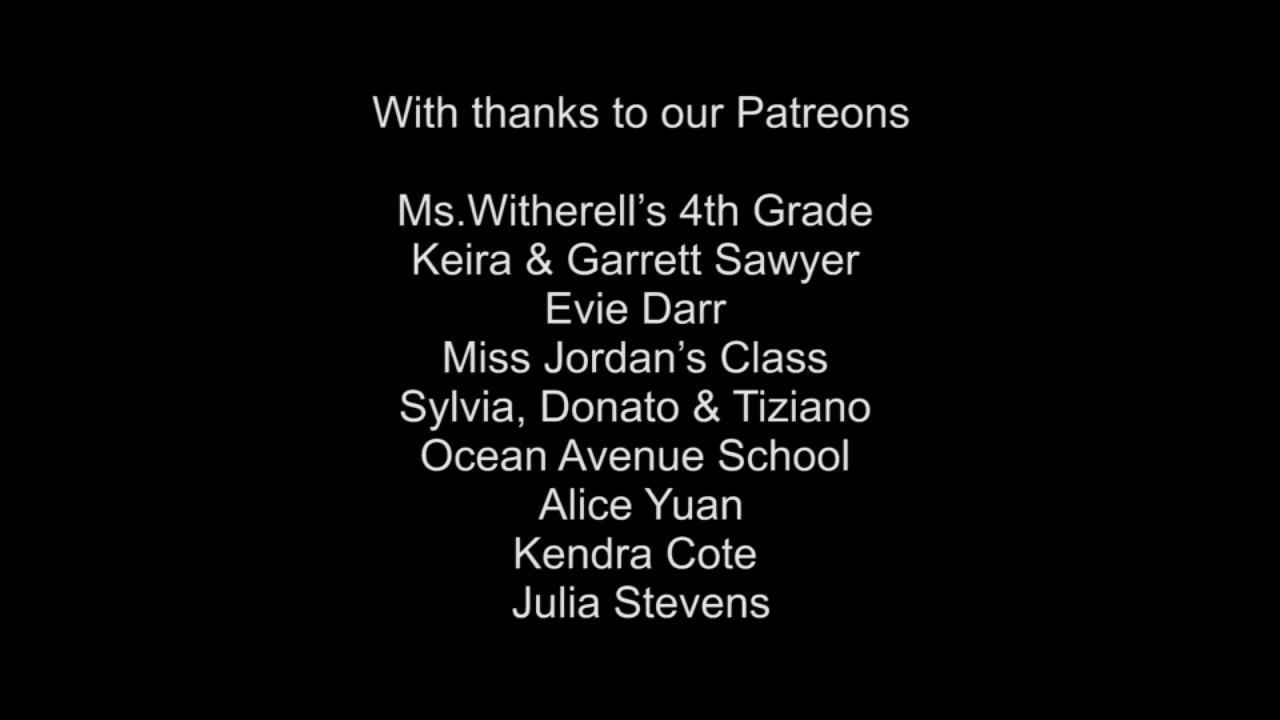 With thanks to our Patreons
Ms.Witherell’s 4th Grade
Keira & Garrett Sawyer
Evie Darr
Miss Jordan’s Class
Sylvia, Donato & Tiziano
Ocean Avenue School
Alice Yuan
Kendra Cote
Julia Stevens